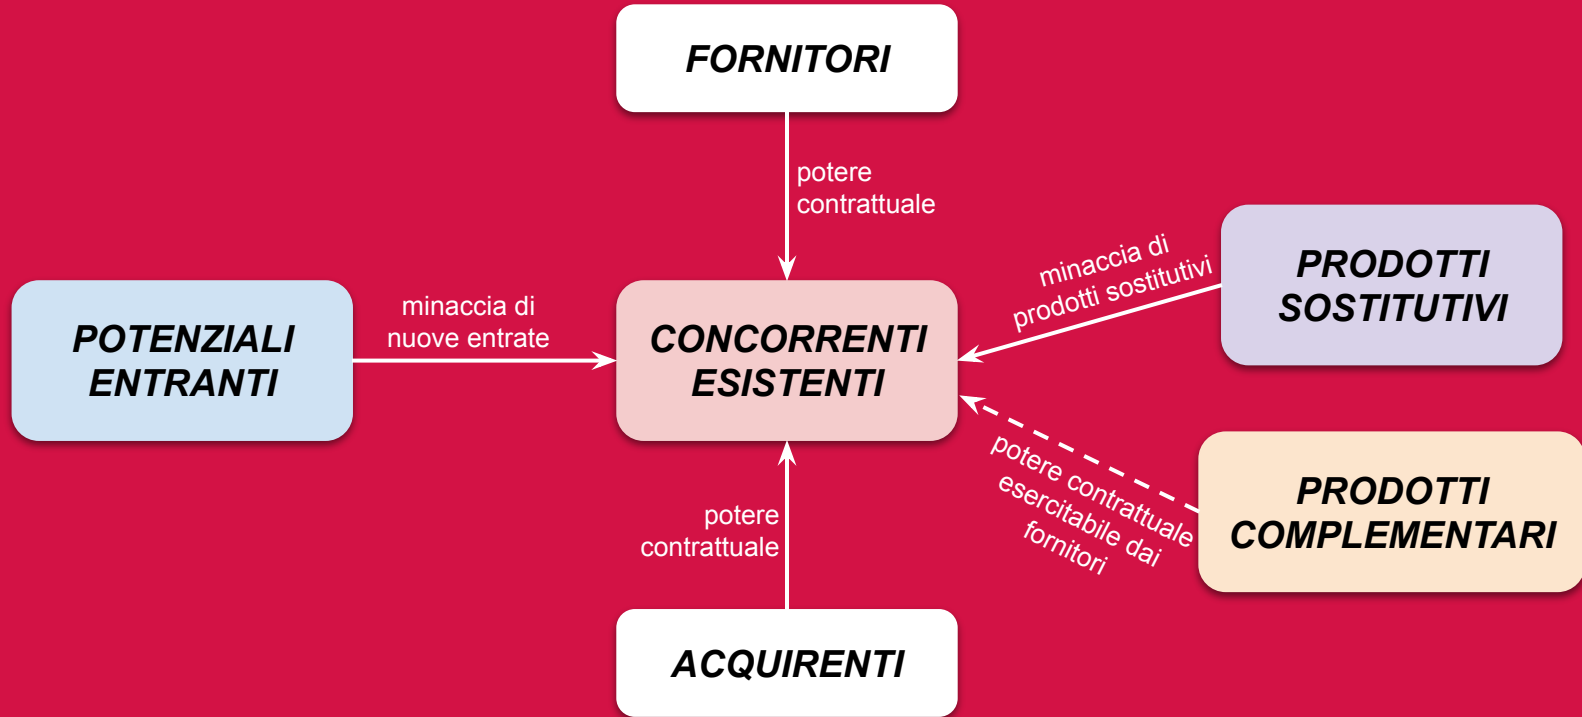 FORNITORI
potere
contrattuale
minaccia di
prodotti sostitutivi
PRODOTTI
SOSTITUTIVI
POTENZIALI
ENTRANTI
minaccia di
nuove entrate
CONCORRENTI
ESISTENTI
potere contrattuale
esercitabile dai
fornitori
PRODOTTI
COMPLEMENTARI
potere
contrattuale
ACQUIRENTI